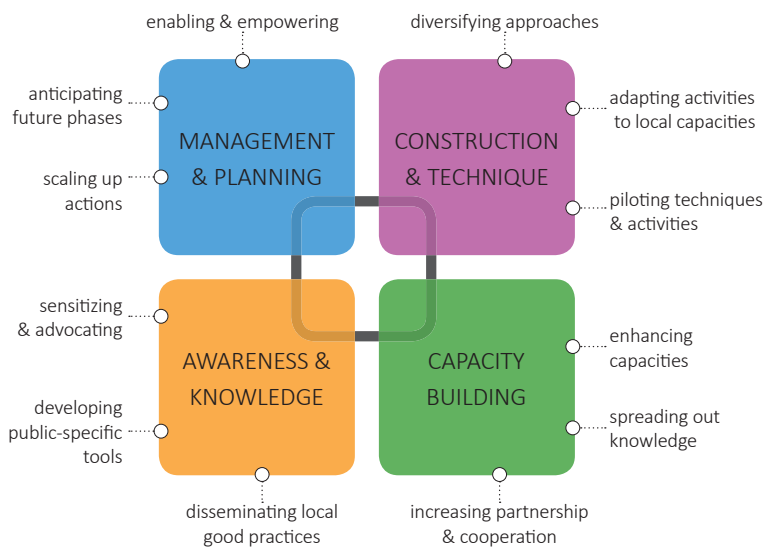 enabling & empowering
diversifying approaches
anticipating
future phases
scaling up
actions
MANAGEMENT
& PLANNING
CONSTRUCTION
& TECHNIQUE
adapting activities
to local capacities
piloting techniques
& activities
sensitizing
& advocating
developing
public-specific
tools
AWARENESS &
KNOWLEDGE
CAPACITY
BUILDING
enhancing
capacities
spreading out
knowledge
disseminating local
good practices
increasing partnership
& cooperation